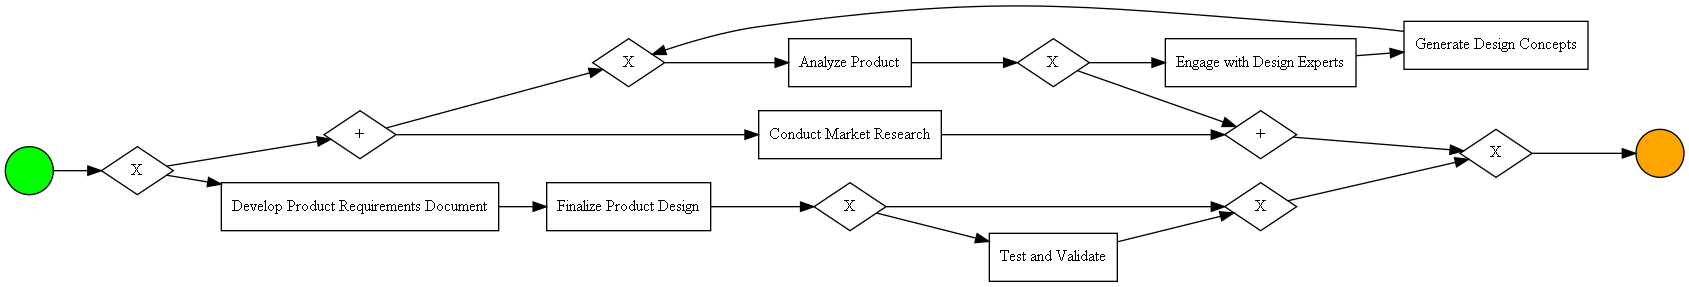 X
+
X
Analyze Product
X
Engage with Design Experts
Generate Design Concepts
Conduct Market Research
+
Develop Product Requirements Document
Finalize Product Design
X
Test and Validate
X
X